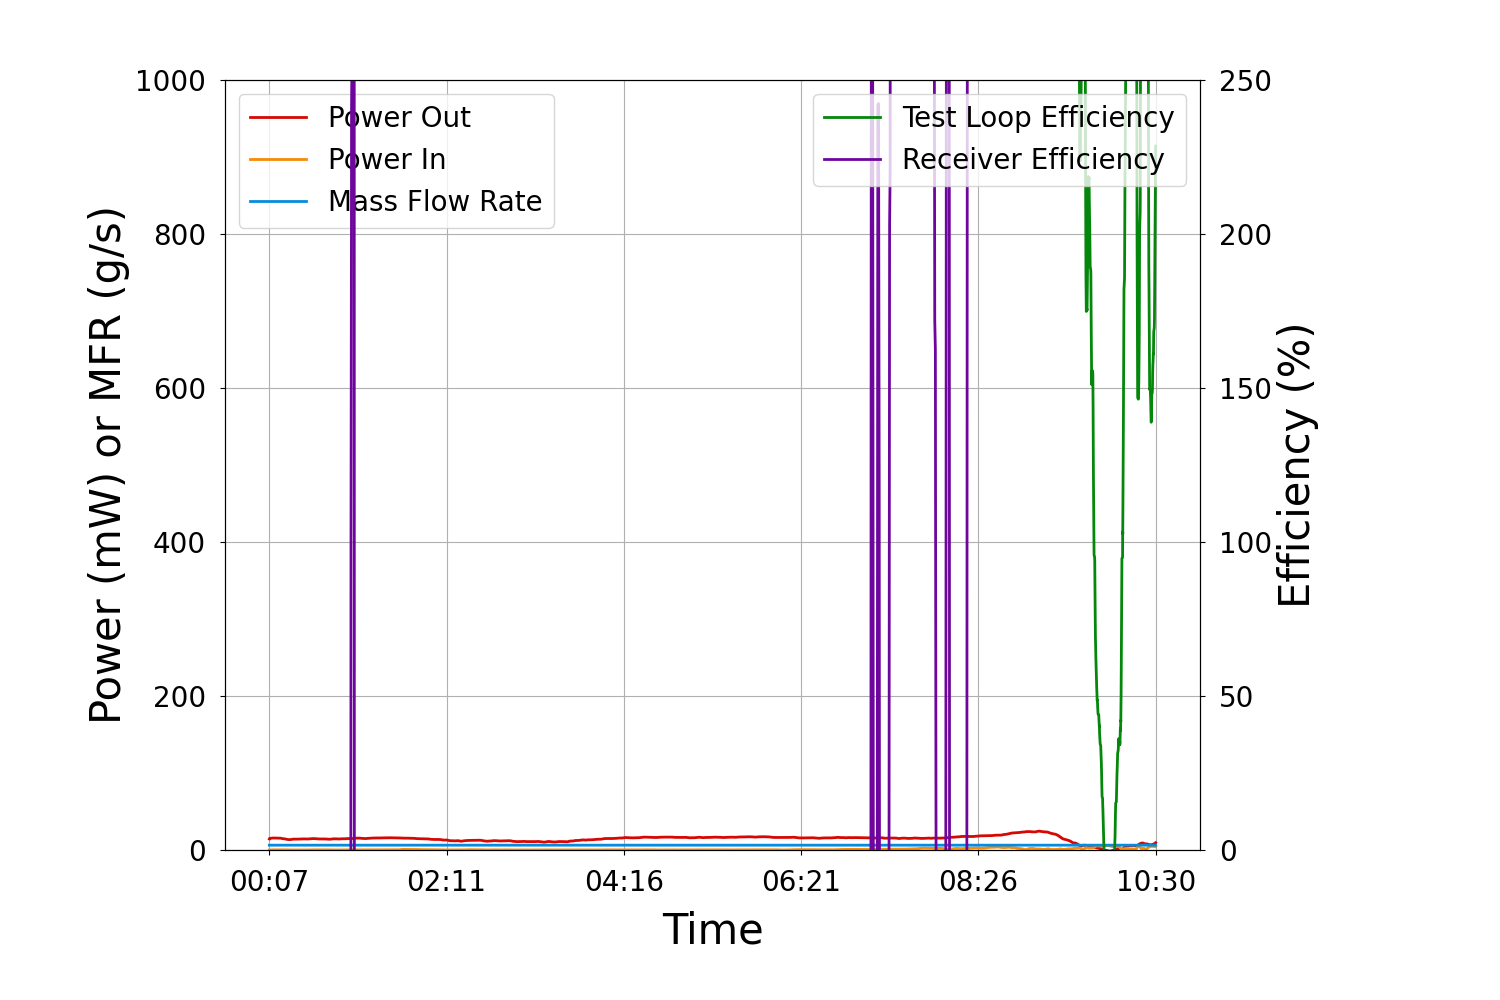 1000
800
600
400
200
0
Power (mW) or MFR (g/s)
Power Out
Power In
Mass Flow Rate
Test Loop Efficiency
Receiver Efficiency
250
200
150
100
50
0
Efficiency (%)
00:07 02:11 04:16 06:21 08:26 10:30
Time